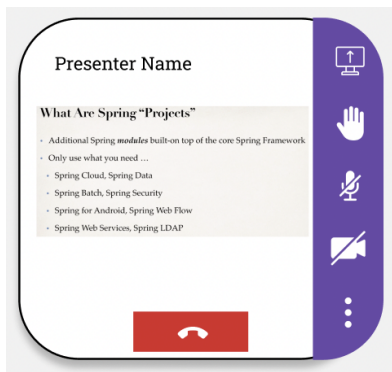 Presenter Name
What Are Spring “Projects”
• Additional Spring modules built-on top of the core Spring Framework
• Only use what you need …
• Spring Cloud, Spring Data
• Spring Batch, Spring Security
• Spring for Android, Spring Web Flow
• Spring Web Services, Spring LDAP